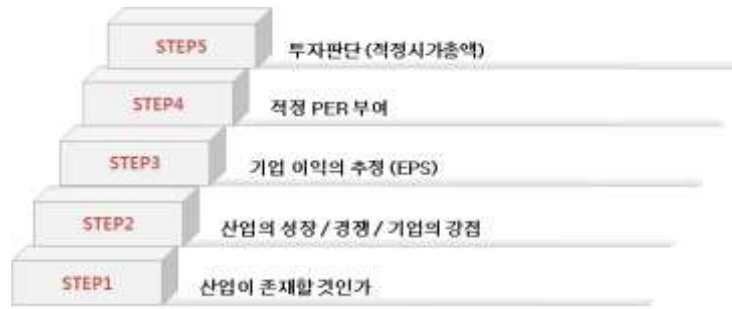 STEP5 투자판단 (적정시가총액)
STEP4 적정 PER 부여
STEP3 기업 이익의 추정 (EPS)
STEP2 산업의 성장 / 경쟁 / 기업의 강점
STEP1 산업이 존재할 것인가